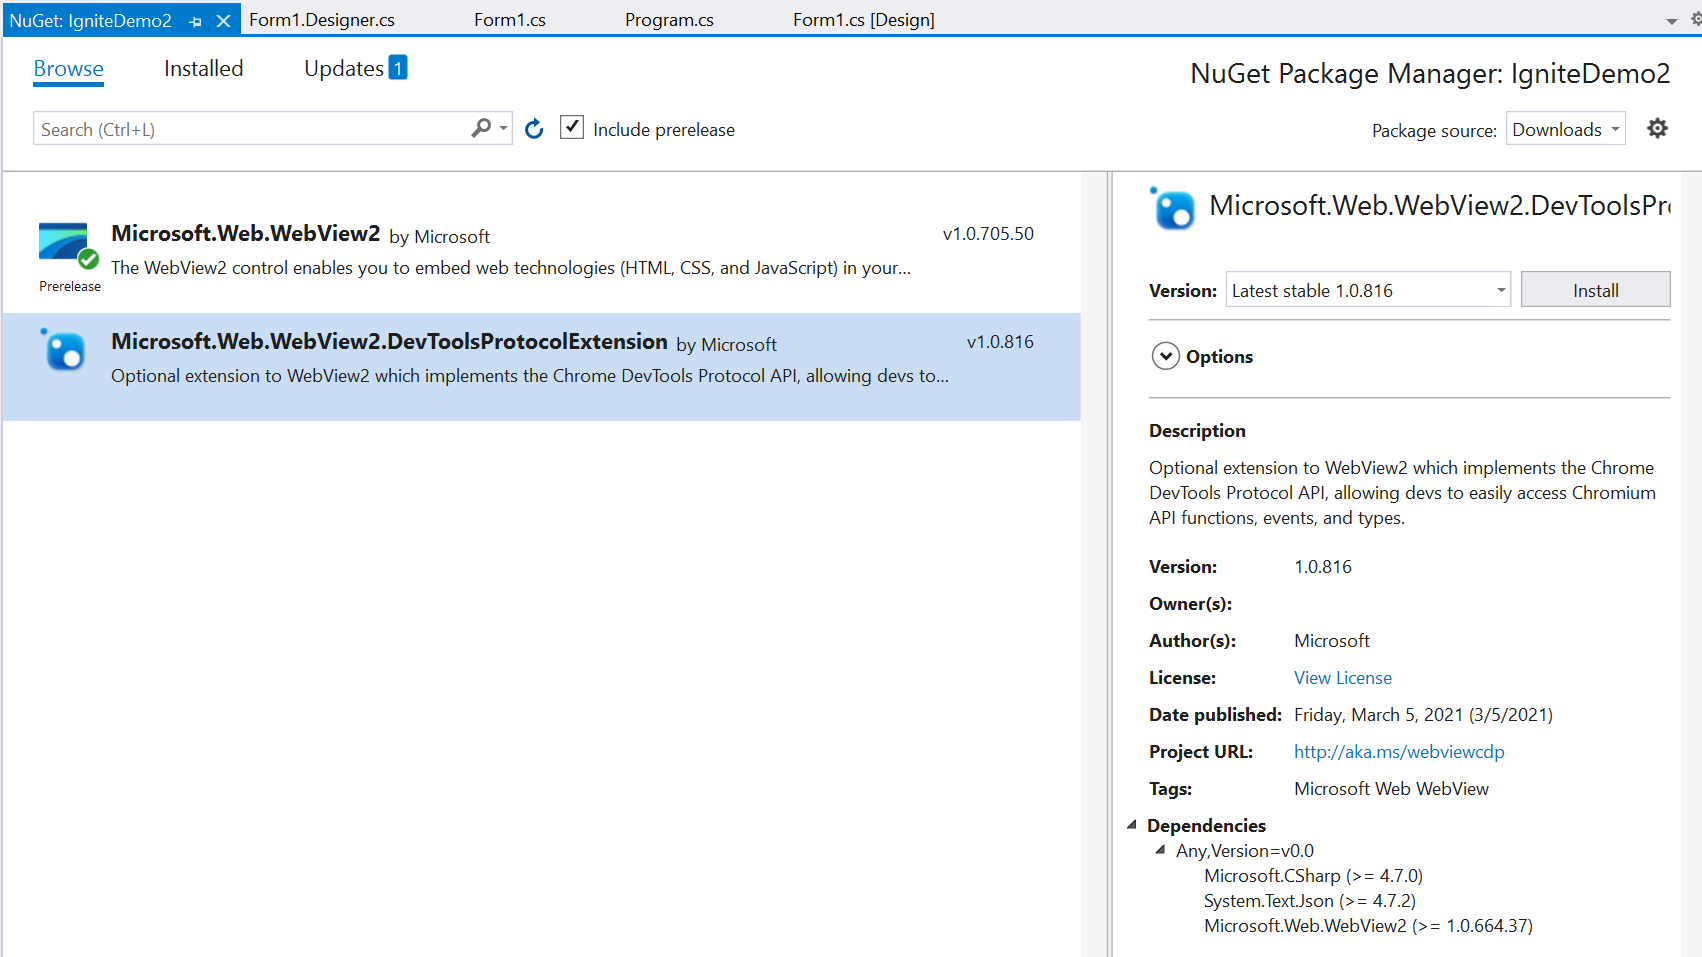 NuGet: IgniteDemo2
Form1.Designer.cs
Form1.cs
Program.cs
Form1.cs [Design]
Browse
Installed
Updates 1
NuGet Package Manager: IgniteDemo2
Search (Ctrl+L)
Include prerelease
Package source: Downloads
Microsoft.Web.WebView2 by Microsoft
v1.0.705.50
The WebView2 control enables you to embed web technologies (HTML, CSS, and JavaScript) in your...
Prerelease
Microsoft.Web.WebView2.DevToolsProtocolExtension by Microsoft
v1.0.816
Optional extension to WebView2 which implements the Chrome DevTools Protocol API, allowing devs to...
Microsoft.Web.WebView2.DevToolsPr
Version: Latest stable 1.0.816
Install
Options
Description
Optional extension to WebView2 which implements the Chrome
DevTools Protocol API, allowing devs to easily access Chromium
API functions, events, and types.
Version: 1.0.816
Owner(s):
Author(s): Microsoft
License: View License
Date published: Friday, March 5, 2021 (3/5/2021)
Project URL: http://aka.ms/webviewcdp
Tags: Microsoft Web WebView
Dependencies
Any,Version=v0.0
Microsoft.CSharp (>= 4.7.0)
System.Text.Json (>= 4.7.2)
Microsoft.Web.WebView2 (>= 1.0.664.37)